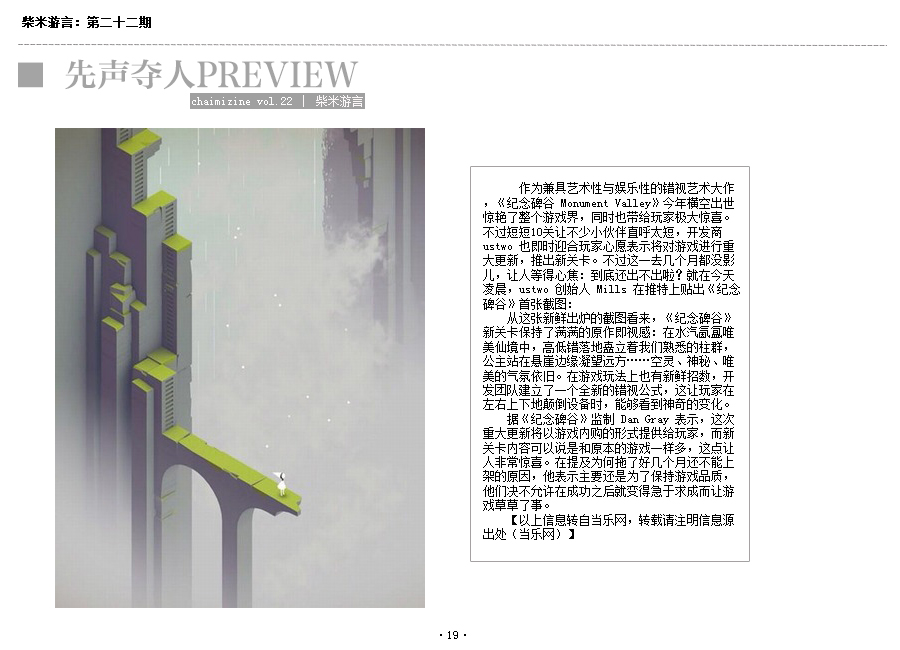 柴米游言：第二十二期
先声夺人PREVIEW
chaimizine vol.22 | 柴米游言
作为兼具艺术性与娱乐性的错视艺术大作
，《纪念碑谷 Monument Valley》今年横空出世
惊艳了整个游戏界，同时也带给玩家极大惊喜。
不过短短10关让不少小伙伴直呼太短，开发商
ustwo 也即时迎合玩家心愿表示将对游戏进行重
大更新，推出新关卡。不过这一去几个月都没影
儿，让人等得心焦：到底还出不出啦？就在今天
凌晨，ustwo 创始人 Mills 在推特上贴出《纪念
碑谷》首张截图：
从这张新鲜出炉的截图看来，《纪念碑谷》
新关卡保持了满满的原作即视感：在水汽氤氲唯
美仙境中，高低错落地矗立着我们熟悉的柱群，
公主站在悬崖边缘凝望远方……空灵、神秘、唯
美的气氛依旧。在游戏玩法上也有新鲜招数，开
发团队建立了一个全新的错视公式，这让玩家在
左右上下地颠倒设备时，能够看到神奇的变化。
据《纪念碑谷》监制 Dan Gray 表示，这次
重大更新将以游戏内购的形式提供给玩家，而新
关卡内容可以说是和原本的游戏一样多，这点让
人非常惊喜。在提及为何拖了好几个月还不能上
架的原因，他表示主要还是为了保持游戏品质，
他们决不允许在成功之后就变得急于求成而让游
戏草草了事。
【以上信息转自当乐网，转载请注明信息源
出处（当乐网）】
·19·